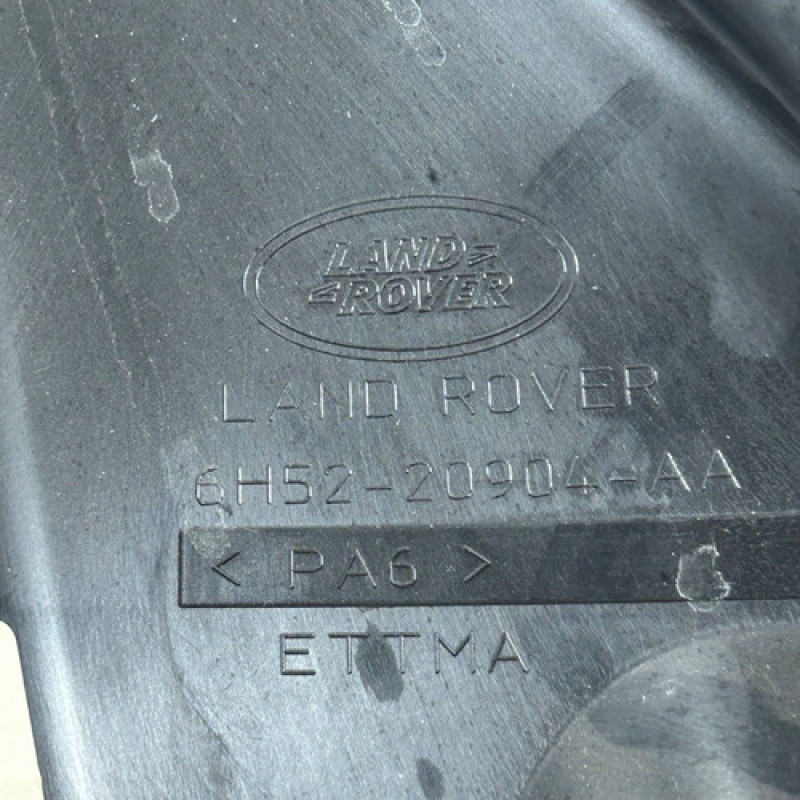 LAND
ROVER
LAND ROVER
6H52-20904-AA
< PA6 >
ETTMA